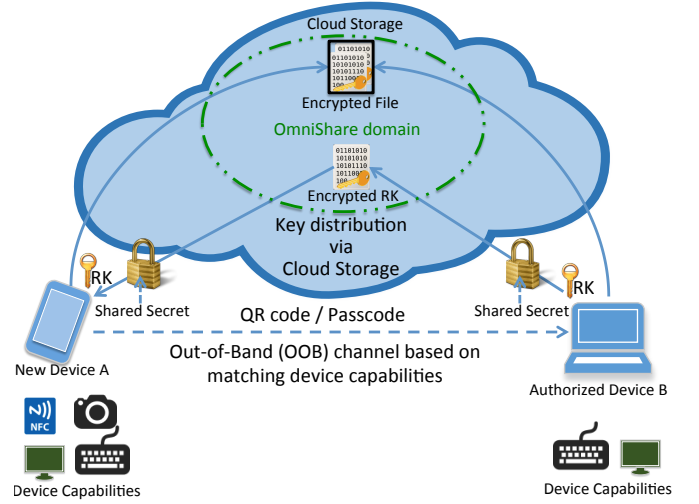 Cloud Storage
01101010
01101010
10101010
10101110
1011000
100
Encrypted File
OmniShare domain
01101010
10101010
10101110
1011000
100
Encrypted RK
Key distribution
via
Cloud Storage
RK
RK
Shared Secret
Shared Secret
QR code / Passcode
Out-of-Band (OOB) channel based on
matching device capabilities
New Device A
Authorized Device B
NFC
Device Capabilities
Device Capabilities